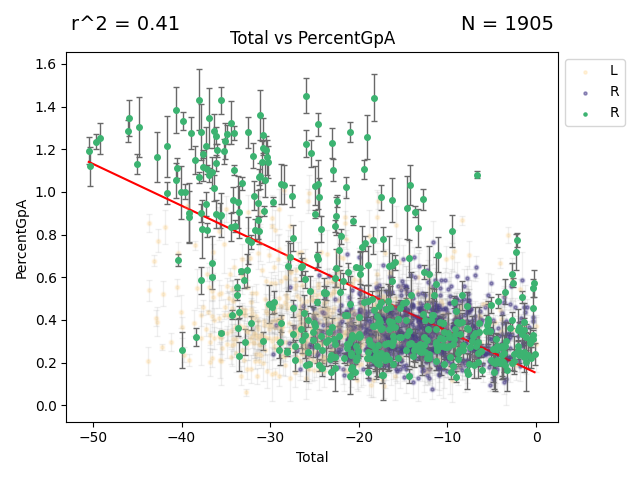 r^2 = 0.41
N = 1905
Total vs PercentGpA
1.6
1.4
1.2
1.0
0.8
0.6
0.4
0.2
0.0
PercentGpA
−50
−40
−30
−20
−10
0
Total
L
R
R